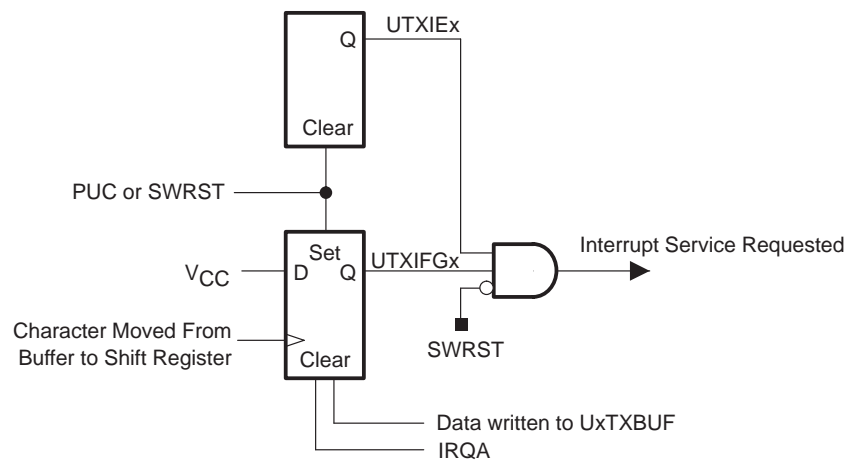 UTXIEx
Q
Clear
PUC or SWRST
Set
VCC
D
Q
UTXIFGx
Interrupt Service Requested
Character Moved From
Buffer to Shift Register
Clear
SWRST
Data written to UxTXBUF
IRQA